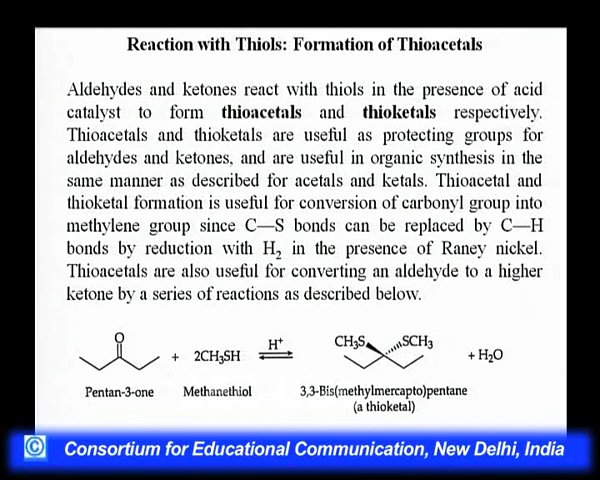 Reaction with Thiols: Formation of Thioacetals
Aldehydes and ketones react with thiols in the presence of acid
catalyst to form thioacetals and thioketals respectively.
Thioacetals and thioketals are useful as protecting groups for
aldehydes and ketones, and are useful in organic synthesis in the
same manner as described for acetals and ketals. Thioacetal and
thioketal formation is useful for conversion of carbonyl group into
methylene group since C—S bonds can be replaced by C—H
bonds by reduction with H₂ in the presence of Raney nickel.
Thioacetals are also useful for converting an aldehyde to a higher
ketone by a series of reactions as described below.
O
+ 2CH₃SH
H⁺
CH₃S SCH₃
+ H₂O
Pentan-3-one Methanethiol 3,3-Bis(methylmercapto)pentane
(a thioketal)
© Consortium for Educational Communication, New Delhi, India